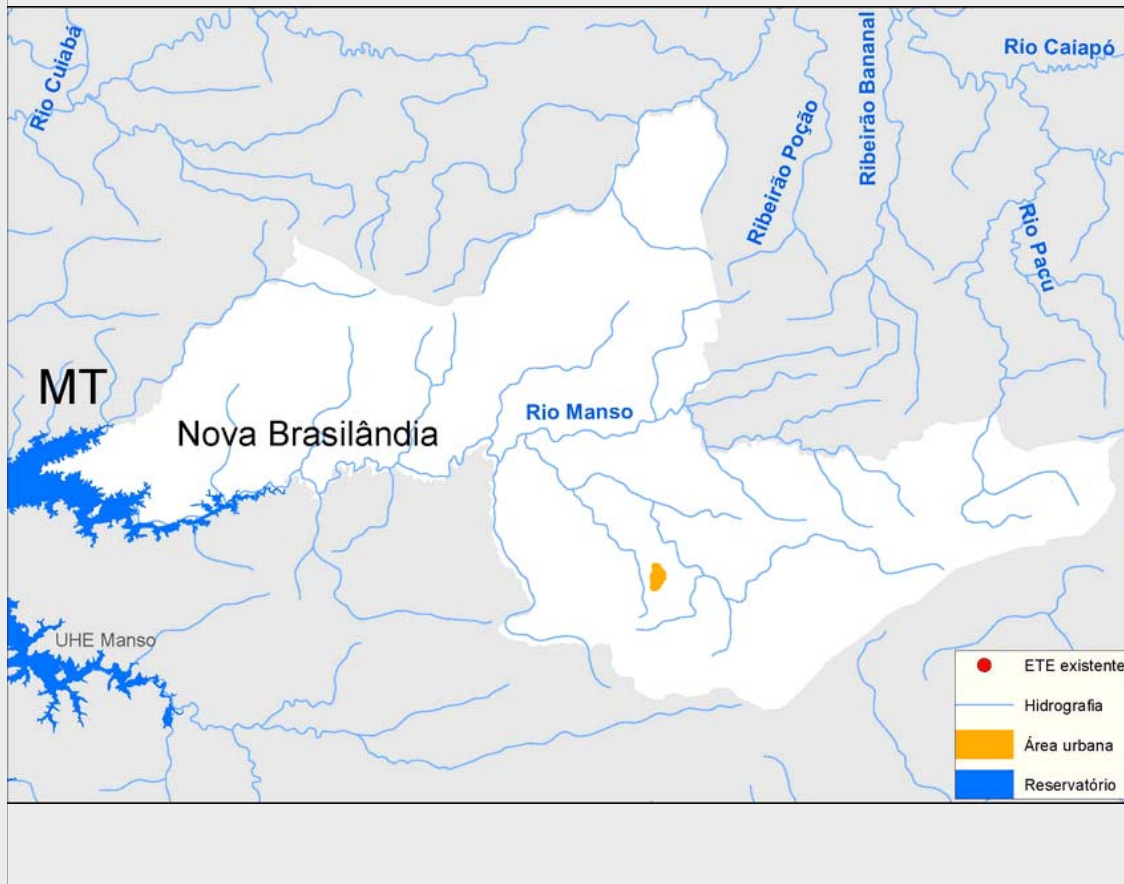 Rio Cuiabá
Ribeirão Poção
Ribeirão Bananal
Rio Caiapó
Rio Pacu
MT
Nova Brasilândia
Rio Manso
UHE Manso
ETE existente
Hidrografia
Área urbana
Reservatório